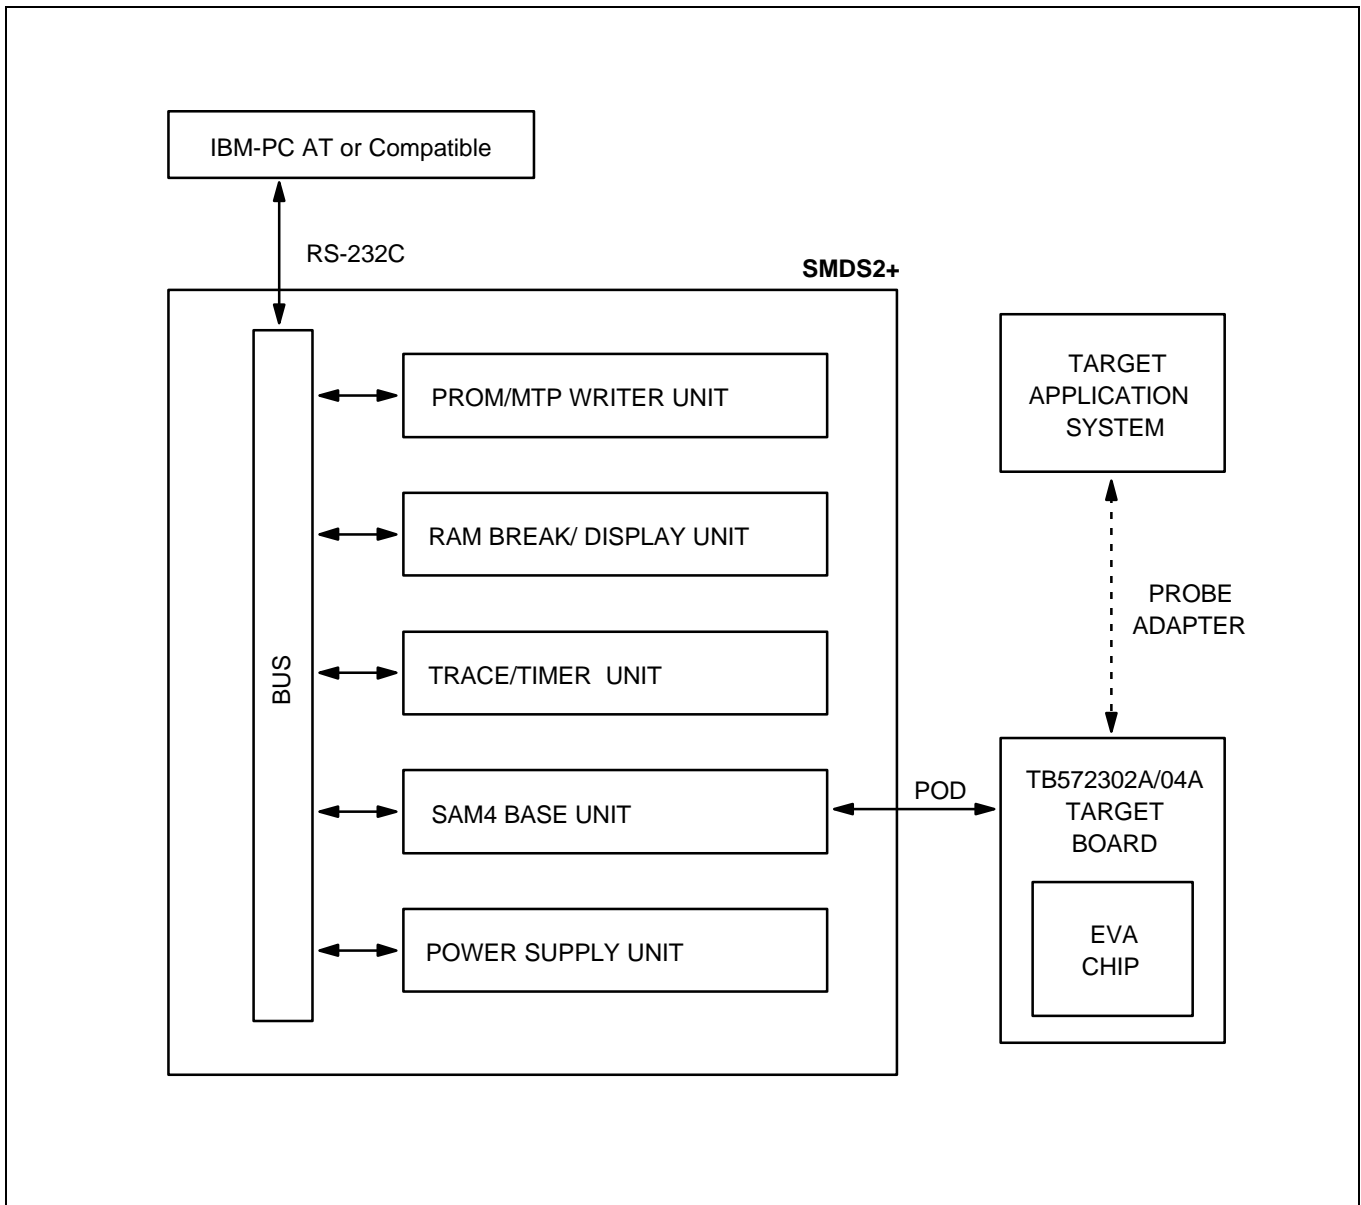 IBM-PC AT or Compatible
RS-232C
SMDS2+
BUS
PROM/MTP WRITER UNIT
RAM BREAK/ DISPLAY UNIT
TRACE/TIMER  UNIT
SAM4 BASE UNIT
POWER SUPPLY UNIT
POD
TARGET
APPLICATION
SYSTEM
PROBE
ADAPTER
TB572302A/04A
TARGET
BOARD
EVA
CHIP